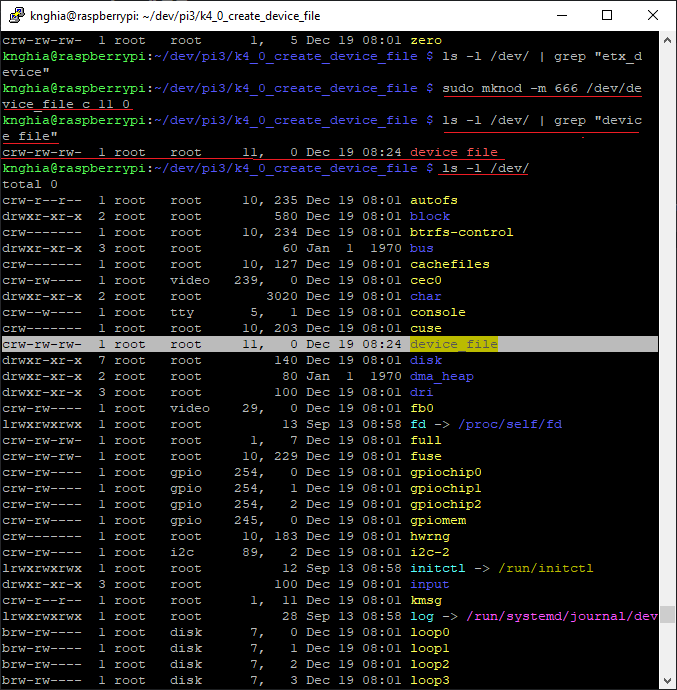 knghia@raspberrypi: ~/dev/pi3/k4_0_create_device_file
crw-rw-rw- 1 root root 1, 5 Dec 19 08:01 zero
knghia@raspberrypi:~/dev/pi3/k4_0_create_device_file $ ls -l /dev/ | grep "etx_d
evice"
knghia@raspberrypi:~/dev/pi3/k4_0_create_device_file $ sudo mknod -m 666 /dev/de
vice_file c 11 0
knghia@raspberrypi:~/dev/pi3/k4_0_create_device_file $ ls -l /dev/ | grep "devic
e_file"
crw-rw-rw- 1 root root 11, 0 Dec 19 08:24 device_file
knghia@raspberrypi:~/dev/pi3/k4_0_create_device_file $ ls -l /dev/
total 0
crw-r--r-- 1 root root 10, 235 Dec 19 08:01 autofs
drwxr-xr-x 2 root root 580 Dec 19 08:01 block
crw------- 1 root root 10, 234 Dec 19 08:01 btrfs-control
drwxr-xr-x 3 root root 60 Jan 1 1970 bus
crw------- 1 root root 10, 127 Dec 19 08:01 cachefiles
crw-rw---- 1 root video 239, 0 Dec 19 08:01 cec0
drwxr-xr-x 2 root root 3020 Dec 19 08:01 char
crw--w---- 1 root tty 5, 1 Dec 19 08:01 console
crw------- 1 root root 10, 203 Dec 19 08:01 cuse
crw-rw-rw- 1 root root 11, 0 Dec 19 08:24 device_file
drwxr-xr-x 7 root root 140 Dec 19 08:01 disk
drwxr-xr-x 2 root root 80 Jan 1 1970 dma_heap
drwxr-xr-x 3 root root 100 Dec 19 08:01 dri
crw-rw---- 1 root video 29, 0 Dec 19 08:01 fb0
lrwxrwxrwx 1 root root 13 Sep 13 08:58 fd -> /proc/self/fd
crw-rw-rw- 1 root root 1, 7 Dec 19 08:01 full
crw-rw-rw- 1 root root 10, 229 Dec 19 08:01 fuse
crw-rw---- 1 root gpio 254, 0 Dec 19 08:01 gpiochip0
crw-rw---- 1 root gpio 254, 1 Dec 19 08:01 gpiochip1
crw-rw---- 1 root gpio 254, 2 Dec 19 08:01 gpiochip2
crw-rw---- 1 root gpio 245, 0 Dec 19 08:01 gpiomem
crw------- 1 root root 10, 183 Dec 19 08:01 hwrng
crw-rw---- 1 root i2c 89, 2 Dec 19 08:01 i2c-2
lrwxrwxrwx 1 root root 12 Sep 13 08:58 initctl -> /run/initctl
drwxr-xr-x 3 root root 100 Dec 19 08:01 input
crw-r--r-- 1 root root 1, 11 Dec 19 08:01 kmsg
lrwxrwxrwx 1 root root 28 Sep 13 08:58 log -> /run/systemd/journal/dev
brw-rw---- 1 root disk 7, 0 Dec 19 08:01 loop0
brw-rw---- 1 root disk 7, 1 Dec 19 08:01 loop1
brw-rw---- 1 root disk 7, 2 Dec 19 08:01 loop2
brw-rw---- 1 root disk 7, 3 Dec 19 08:01 loop3